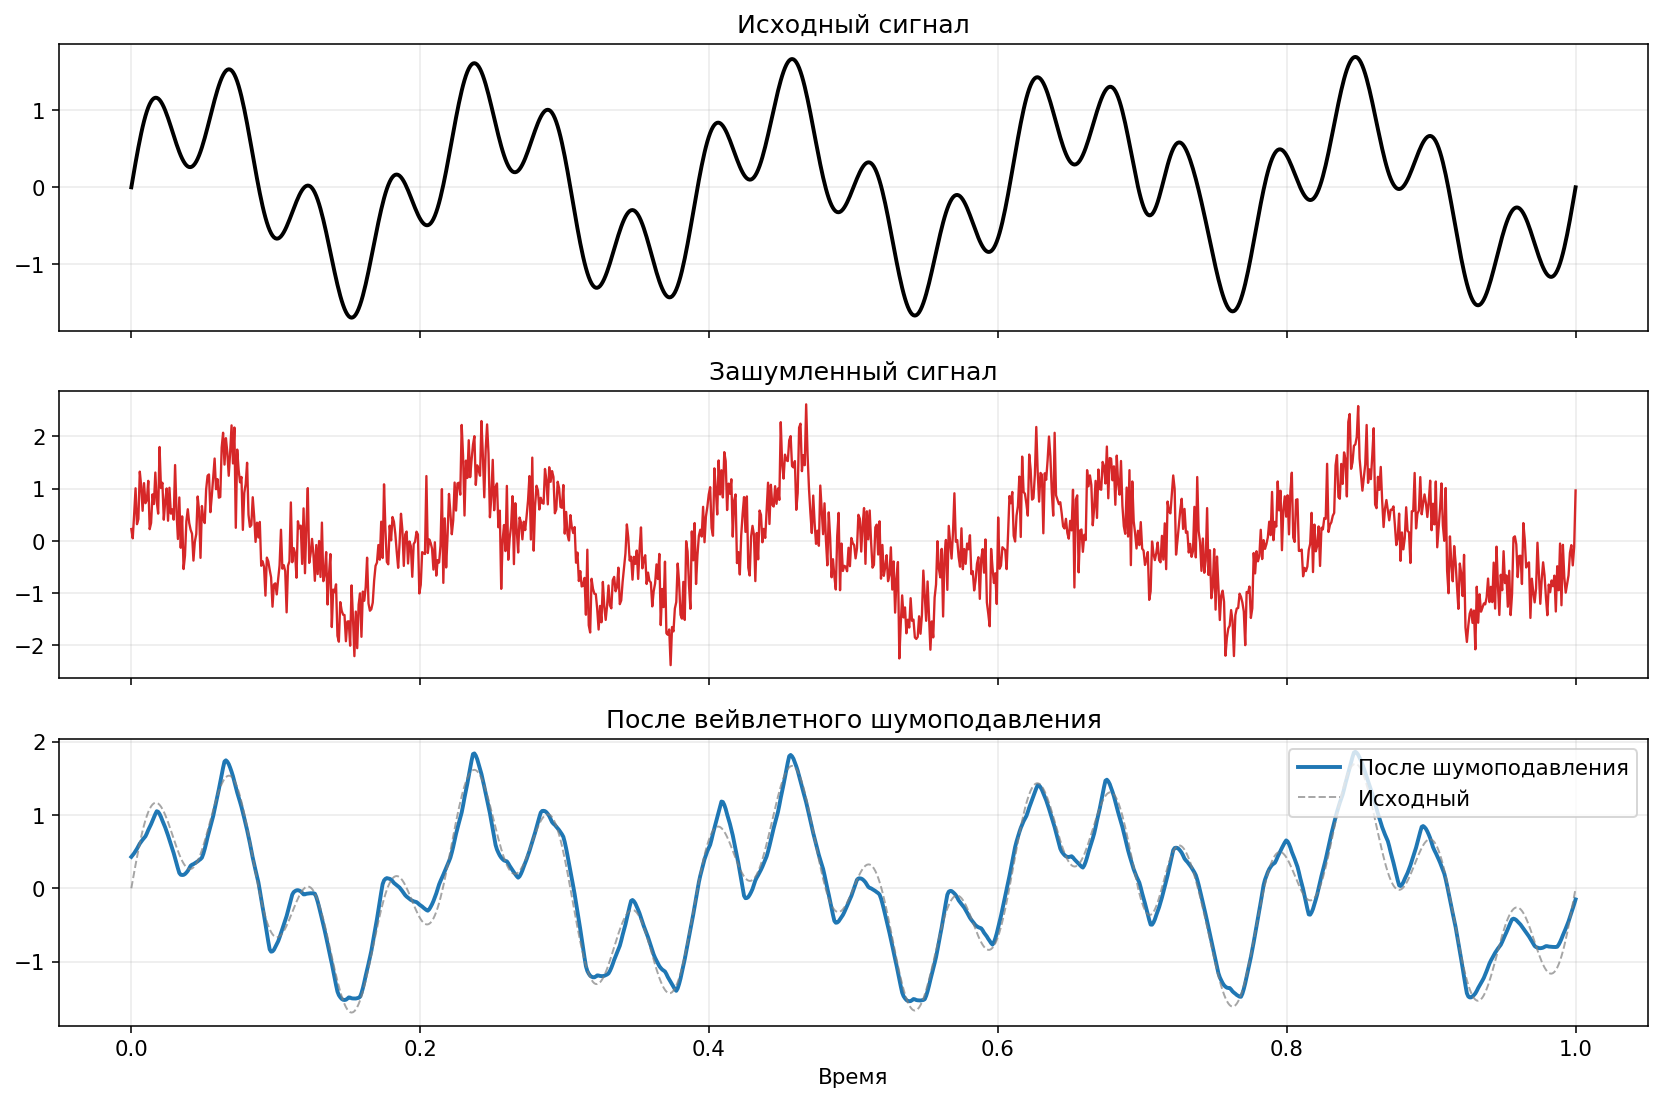 Исходный сигнал
1
0
−1
Зашумленный сигнал
2
1
0
−1
−2
После вейвлетного шумоподавления
2
1
0
−1
После шумоподавления
Исходный
0.0 0.2 0.4 0.6 0.8 1.0
Время